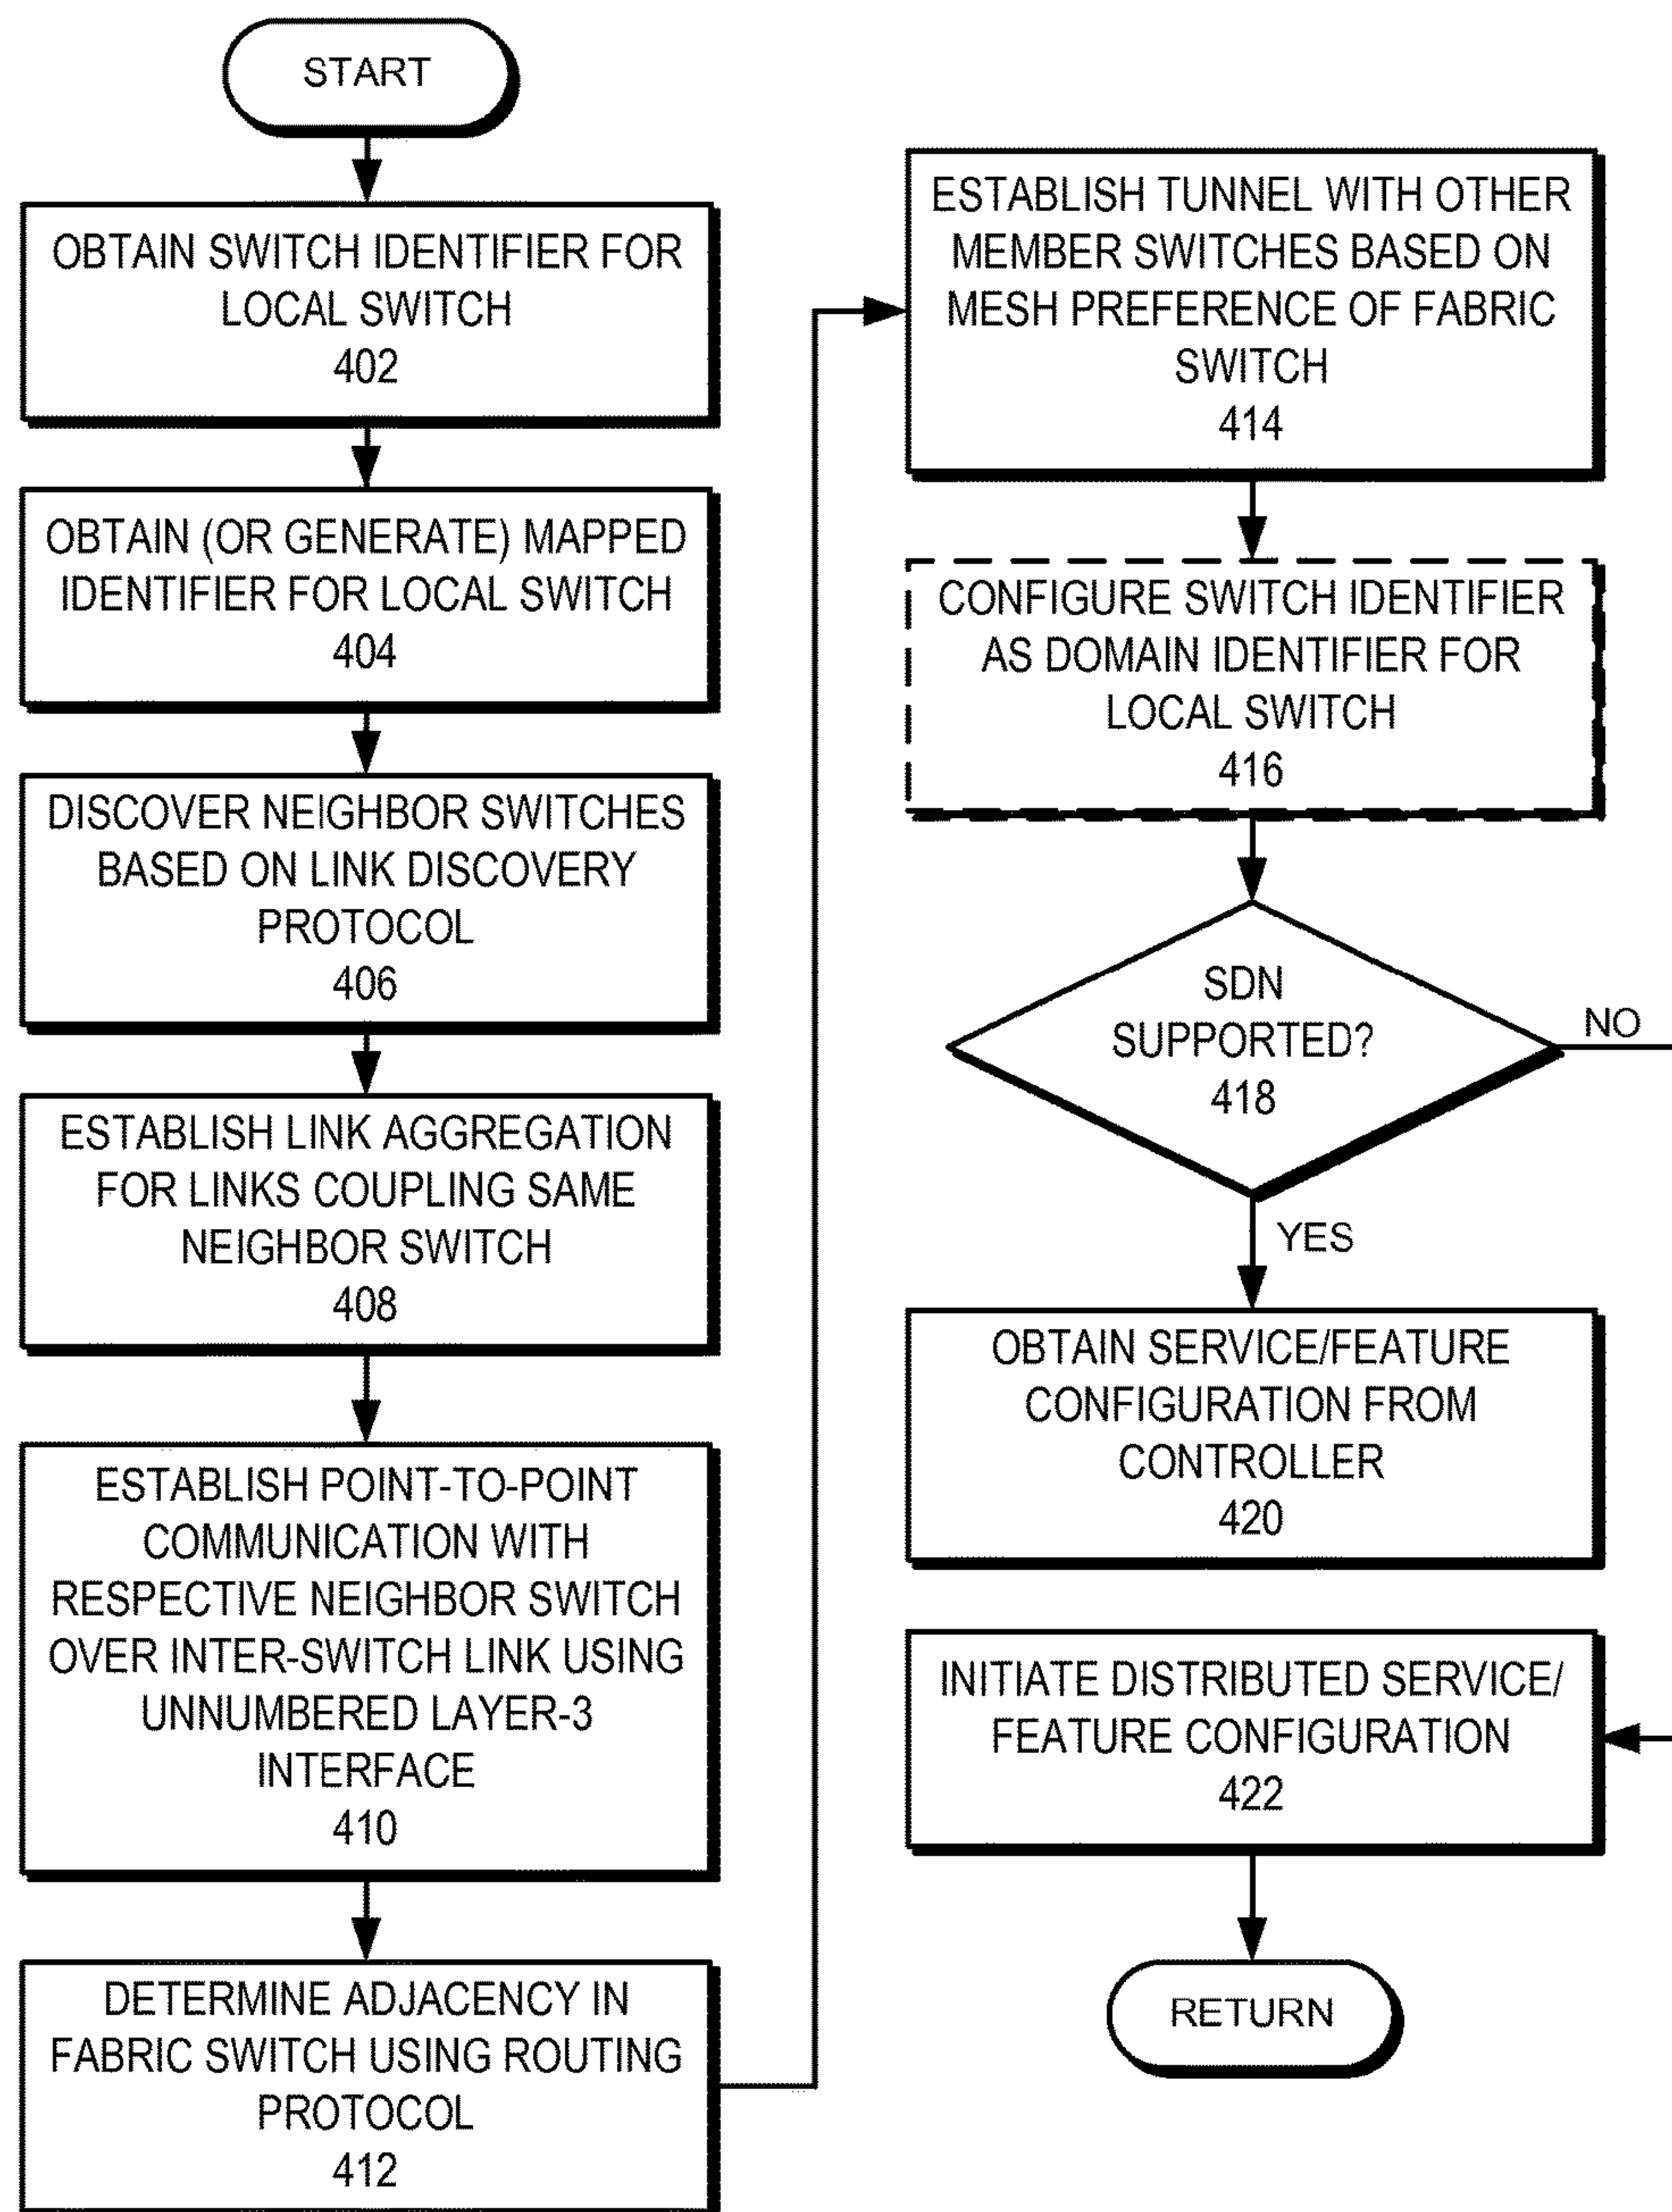 START
OBTAIN SWITCH IDENTIFIER FOR
LOCAL SWITCH
402
OBTAIN (OR GENERATE) MAPPED
IDENTIFIER FOR LOCAL SWITCH
404
DISCOVER NEIGHBOR SWITCHES
BASED ON LINK DISCOVERY
PROTOCOL
406
ESTABLISH LINK AGGREGATION
FOR LINKS COUPLING SAME
NEIGHBOR SWITCH
408
ESTABLISH POINT-TO-POINT
COMMUNICATION WITH
RESPECTIVE NEIGHBOR SWITCH
OVER INTER-SWITCH LINK USING
UNNUMBERED LAYER-3
INTERFACE
410
DETERMINE ADJACENCY IN
FABRIC SWITCH USING ROUTING
PROTOCOL
412
ESTABLISH TUNNEL WITH OTHER
MEMBER SWITCHES BASED ON
MESH PREFERENCE OF FABRIC
SWITCH
414
CONFIGURE SWITCH IDENTIFIER
AS DOMAIN IDENTIFIER FOR
LOCAL SWITCH
416
SDN
SUPPORTED?
418
NO
YES
OBTAIN SERVICE/FEATURE
CONFIGURATION FROM
CONTROLLER
420
INITIATE DISTRIBUTED SERVICE/
FEATURE CONFIGURATION
422
RETURN